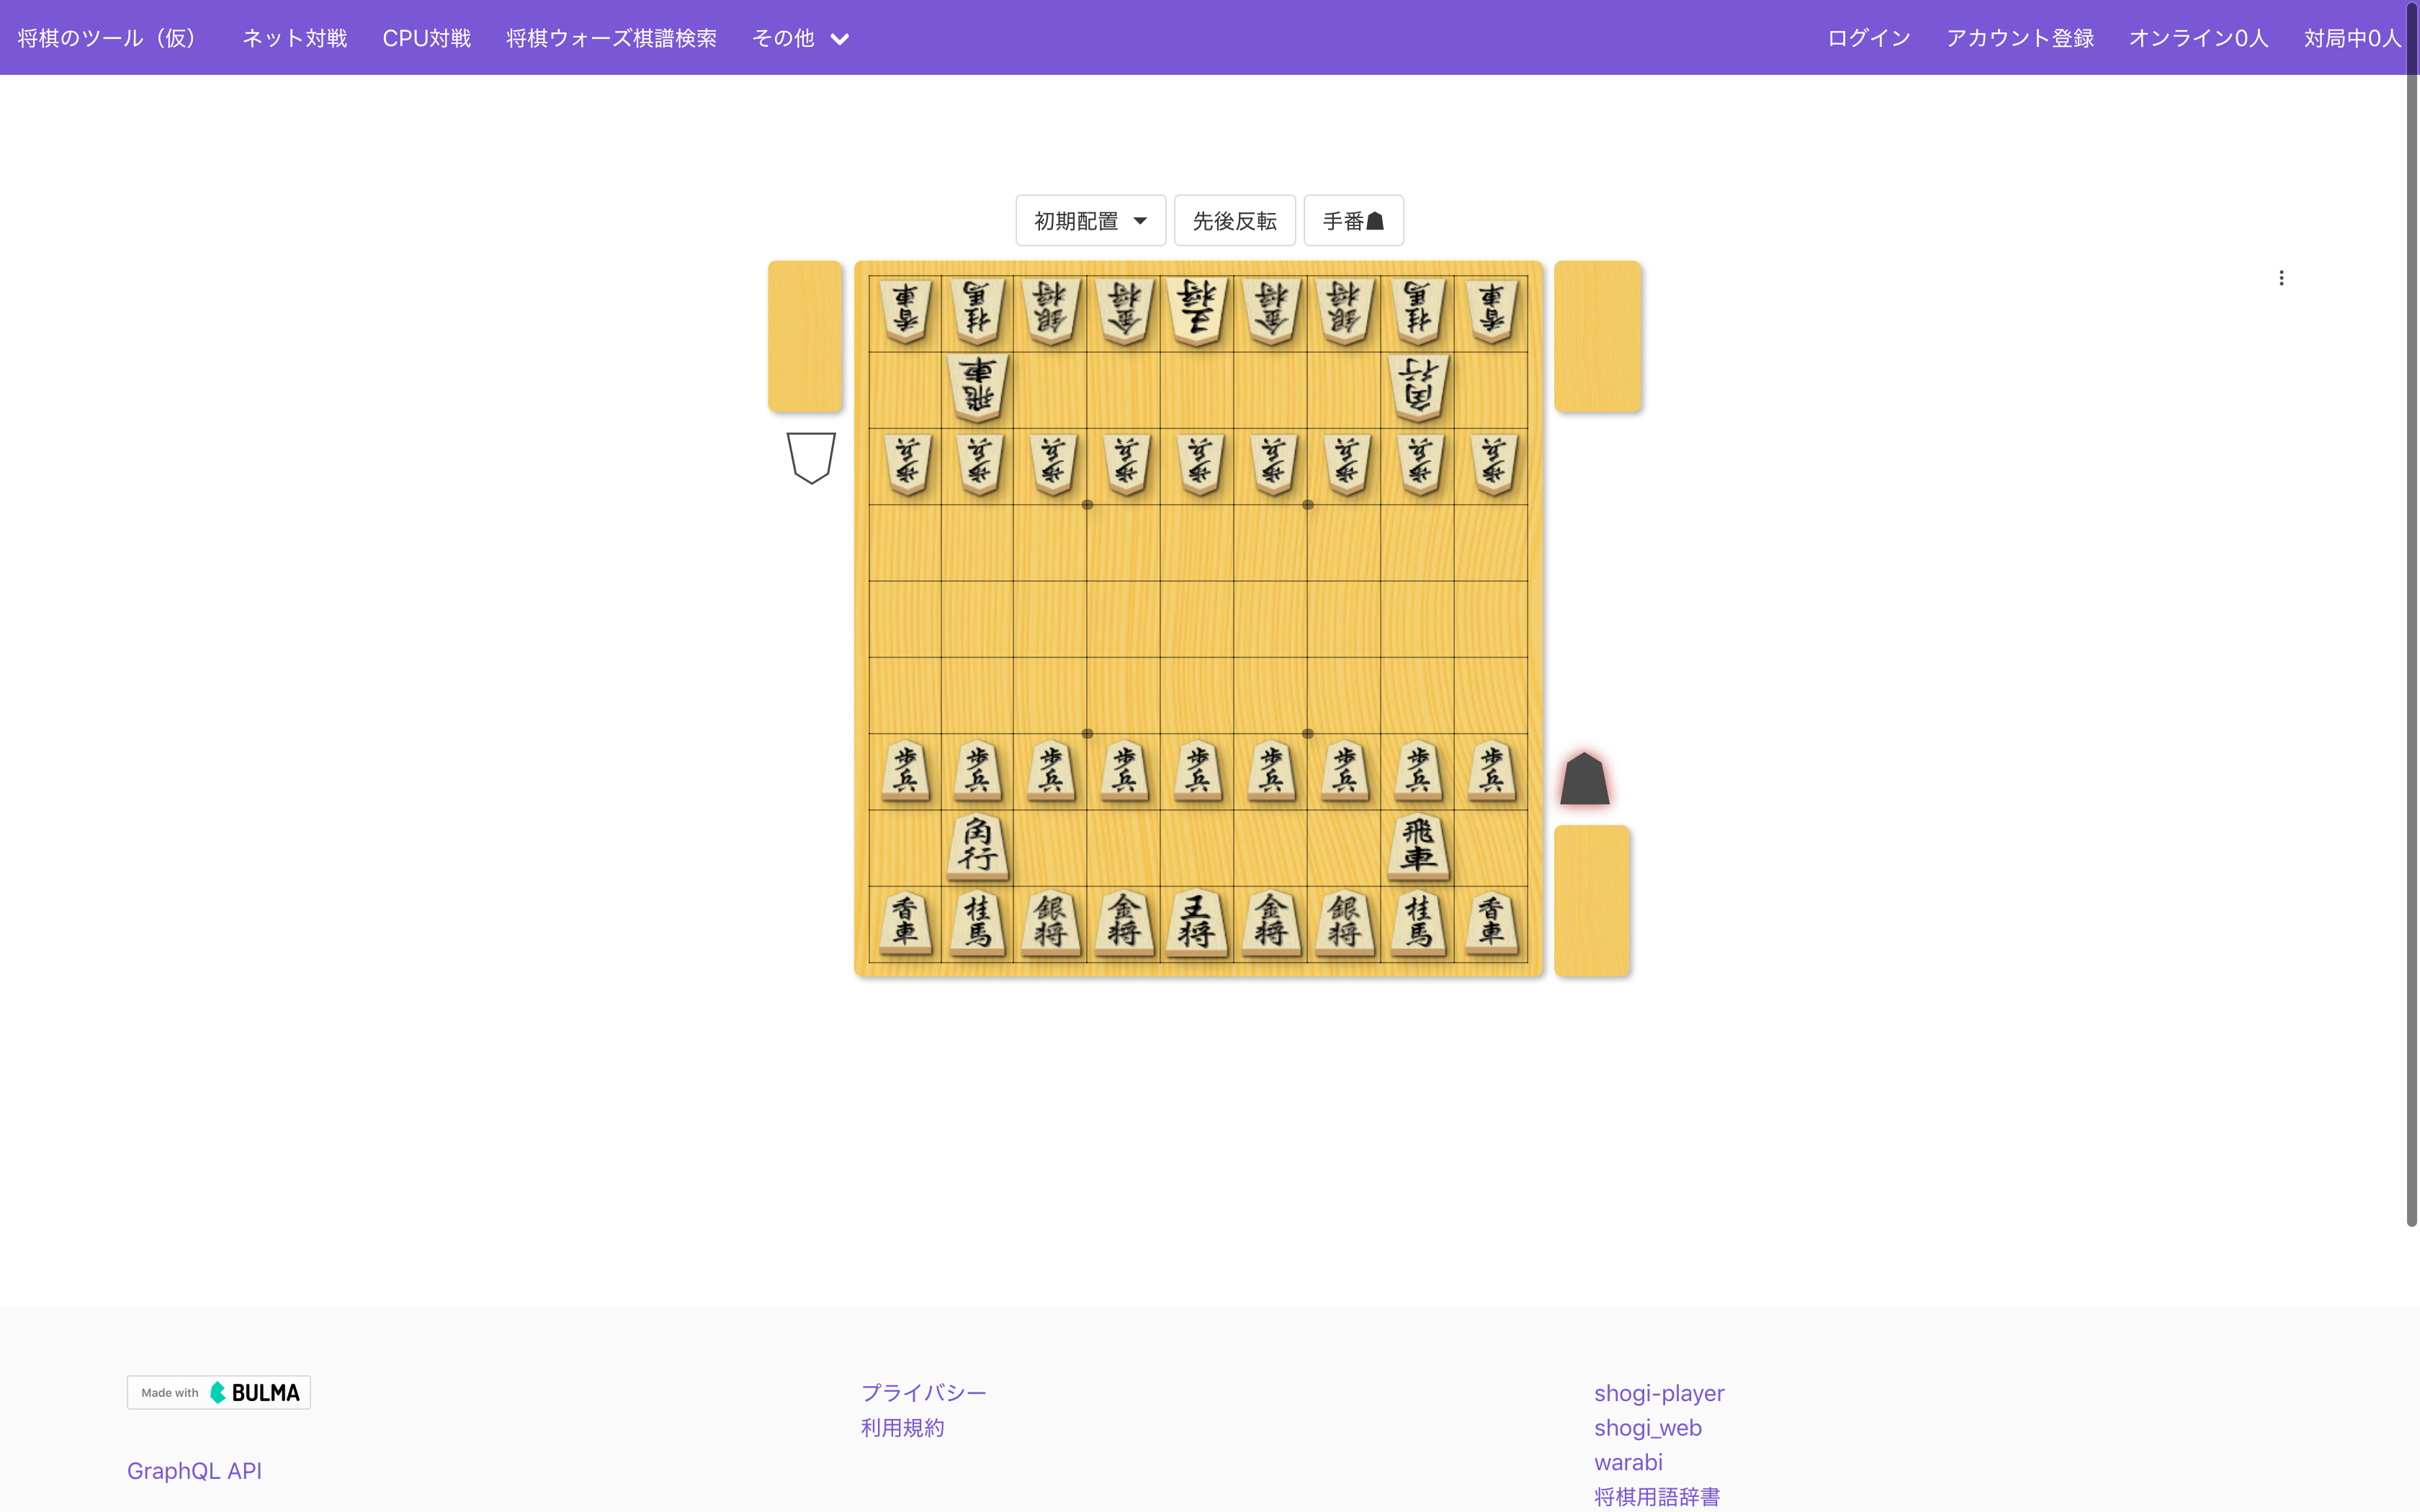 将棋のツール（仮） ネット対戦 CPU対戦 将棋ウォーズ棋譜検索 その他 ログイン アカウント登録 オンライン0人 対局中0人
初期配置 先後反転 手番
香車 桂馬 銀将 金将 王将 金将 銀将 桂馬 香車
飛車 角行
歩兵 歩兵 歩兵 歩兵 歩兵 歩兵 歩兵 歩兵 歩兵
歩兵 歩兵 歩兵 歩兵 歩兵 歩兵 歩兵 歩兵 歩兵
角行 飛車
香車 桂馬 銀将 金将 王将 金将 銀将 桂馬 香車
Made with BULMA
GraphQL API
プライバシー
利用規約
shogi-player
shogi_web
warabi
将棋用語辞書